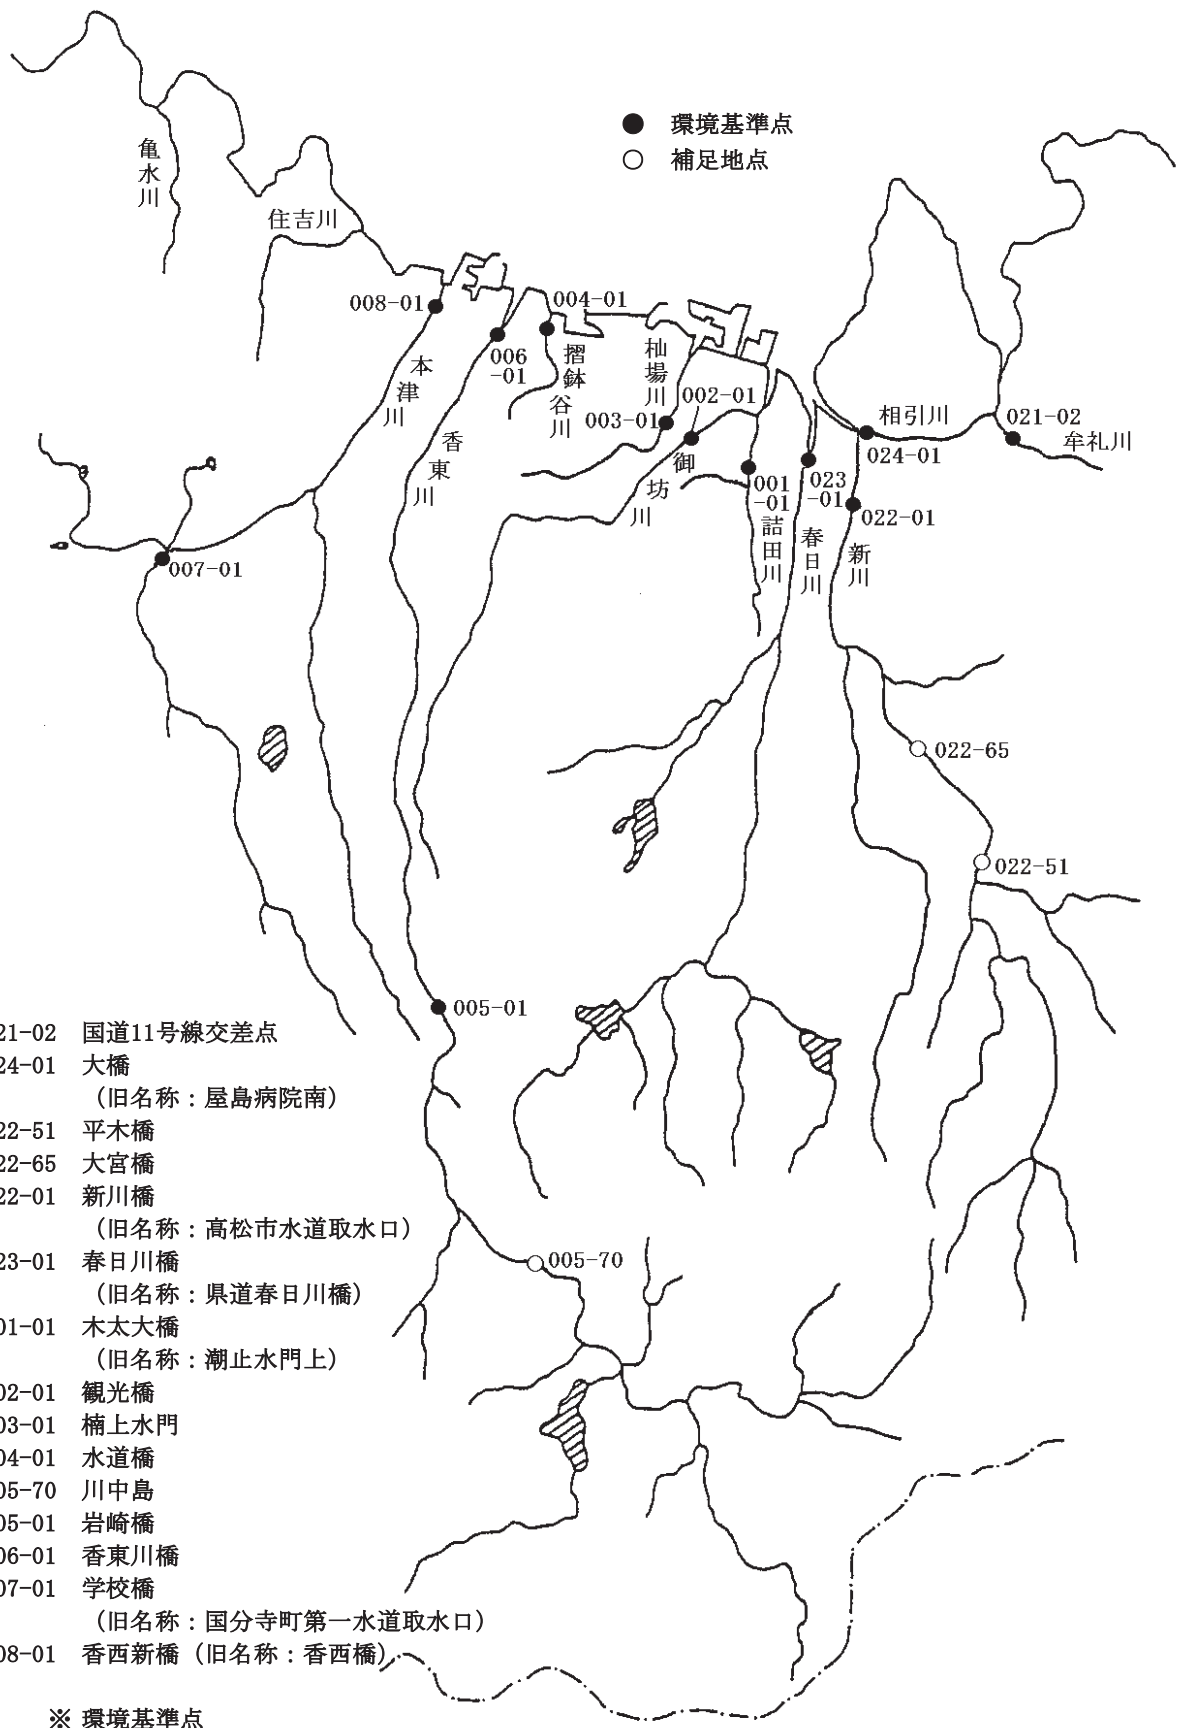 ● 環境基準点
○ 補足地点
亀水川
住吉川
008-01
004-01
006
-01
本津川
香東川
摺鉢谷川
杣場川
002-01
003-01
御坊川
001
-01
詰田川
023
-01
春日川
相引川
024-01
021-02
牟礼川
022-01
新川
007-01
022-65
022-51
005-01
005-70
21-02 国道11号線交差点
24-01 大橋
(旧名称:屋島病院南)
22-51 平木橋
22-65 大宮橋
22-01 新川橋
(旧名称:高松市水道取水口)
23-01 春日川橋
(旧名称:県道春日川橋)
01-01 木太大橋
(旧名称:潮止水門上)
02-01 観光橋
03-01 楠上水門
04-01 水道橋
05-70 川中島
05-01 岩崎橋
06-01 香東川橋
07-01 学校橋
(旧名称:国分寺町第一水道取水口)
08-01 香西新橋(旧名称:香西橋)
※ 環境基準点